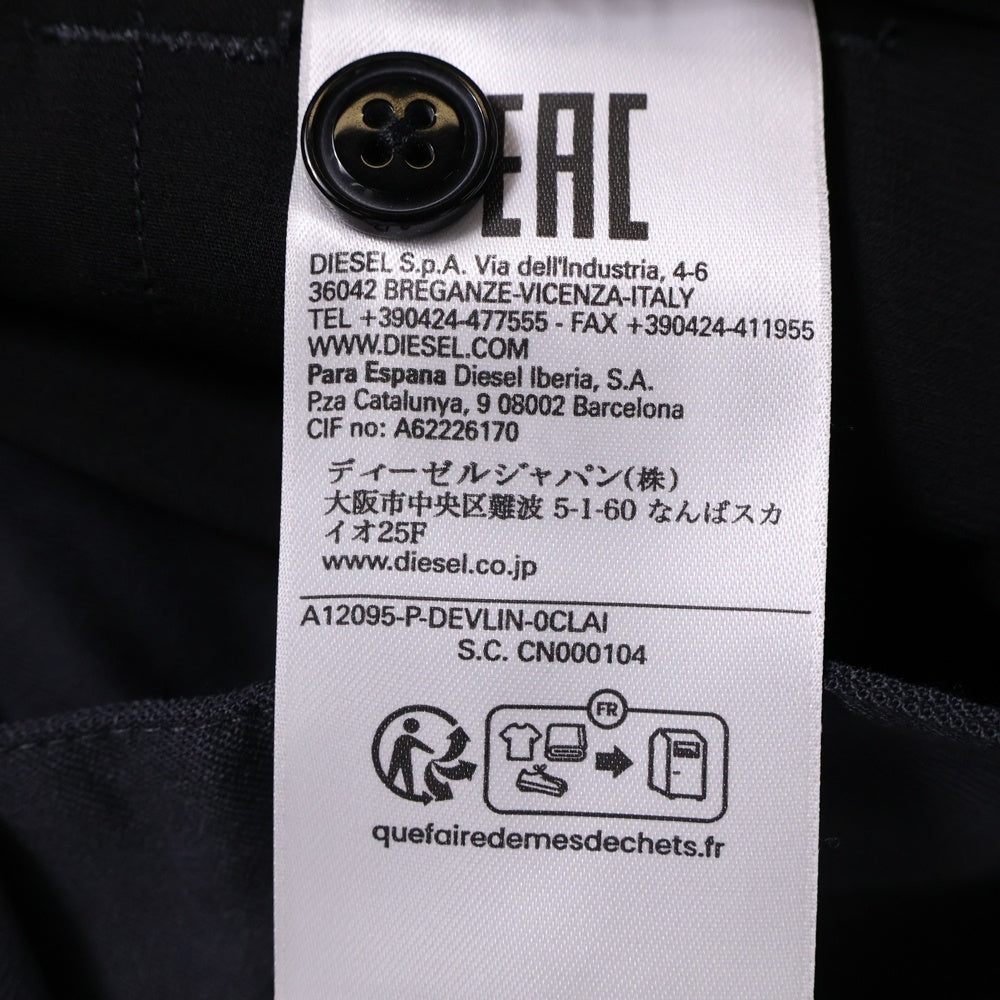 EAC
DIESEL S.p.A. Via dell'Industria, 4-6
36042 BREGANZE-VICENZA-ITALY
TEL +390424-477555 - FAX +390424-411955
WWW.DIESEL.COM
Para Espana Diesel Iberia, S.A.
P.za Catalunya, 9 08002 Barcelona
CIF no: A62226170
ディーゼルジャパン(株)
大阪市中央区難波 5-1-60 なんばスカ
イオ25F
www.diesel.co.jp
A12095-P-DEVLIN-0CLAI
S.C. CN000104
FR
quefairedemesdechets.fr